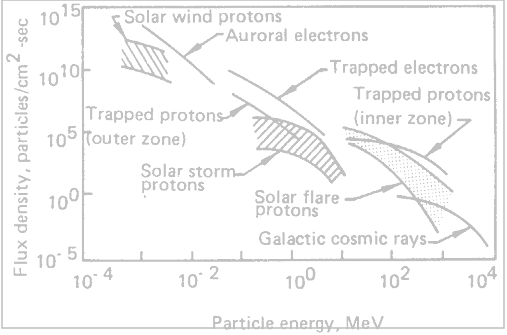 Flux density, particles/cm2 -sec
10 15
10 10
10 5
10 0
10 - 5
Solar wind protons
Auroral electrons
Trapped electrons
Trapped protons
(inner zone)
Trapped protons
(outer zone)
Solar storm
protons
Solar flare
protons
Galactic cosmic rays
10 - 4
10 - 2
10 0
10 2
10 4
Particle energy, MeV